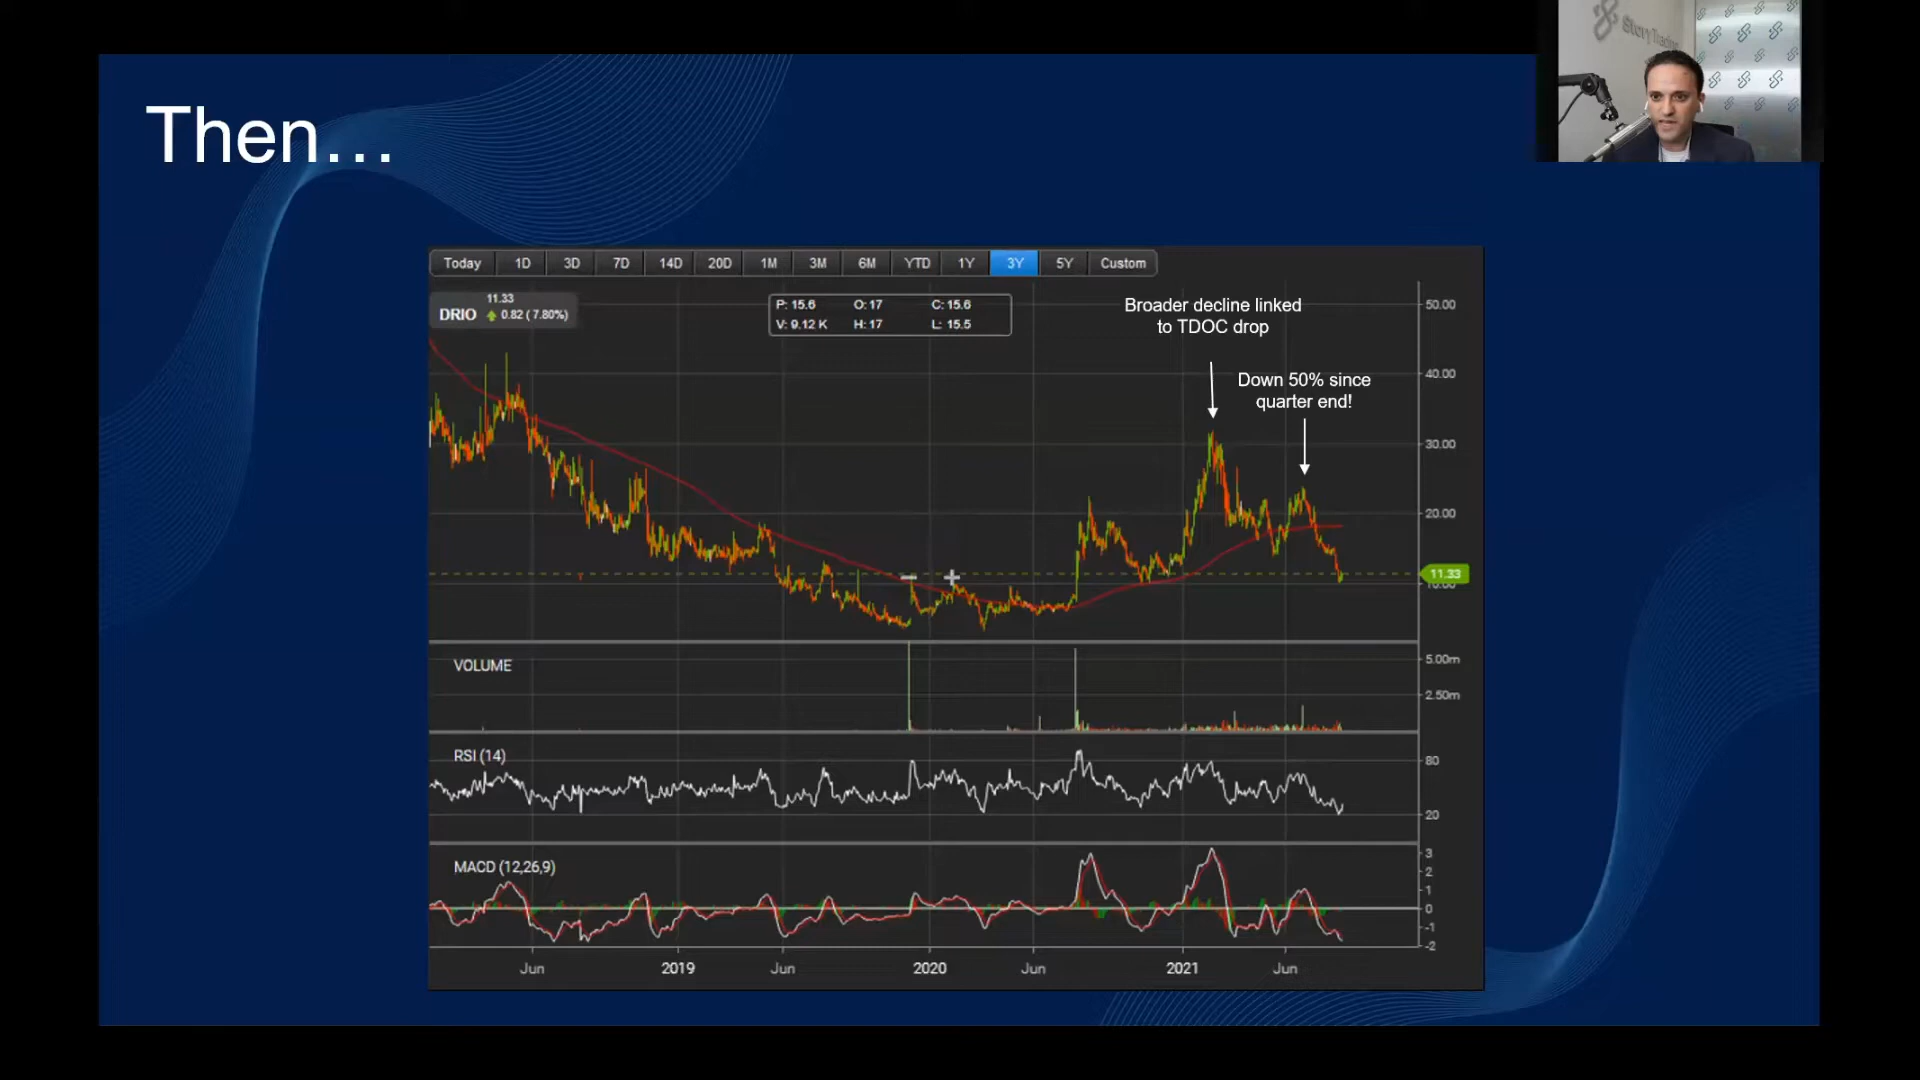 StoryTrading
Then…
Today 1D 3D 7D 14D 20D 1M 3M 6M YTD 1Y 3Y 5Y Custom
11.33
DRIO 0.82 ( 7.80%)
P: 15.6 O: 17 C: 15.6
V: 9.12 K H: 17 L: 15.5
Broader decline linked
to TDOC drop
Down 50% since
quarter end!
50.00
40.00
30.00
20.00
11.33
10.00
VOLUME
5.00m
2.50m
RSI (14)
80
20
MACD (12,26,9)
3
2
1
0
-1
-2
Jun 2019 Jun 2020 Jun 2021 Jun